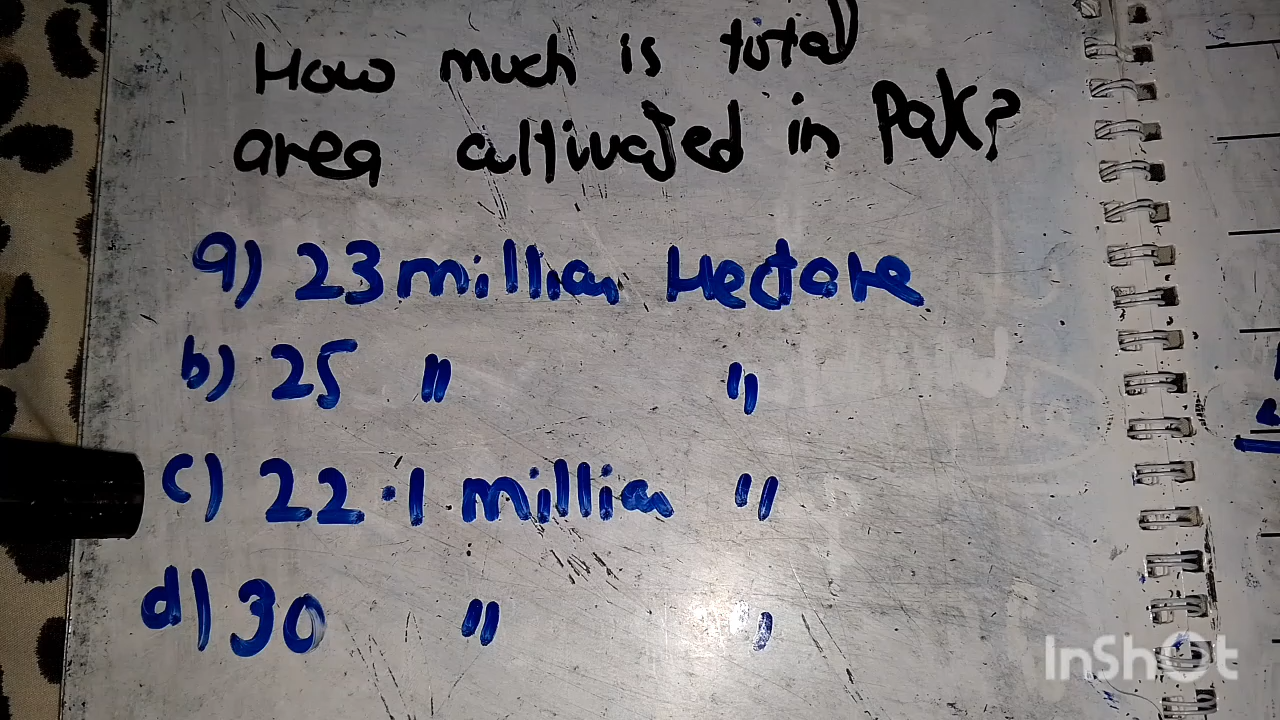 How much is total
area cultivated in Pak?
a) 23 million Hectare
b) 25 " "
c) 22.1 million "
d) 30 " "
InShot